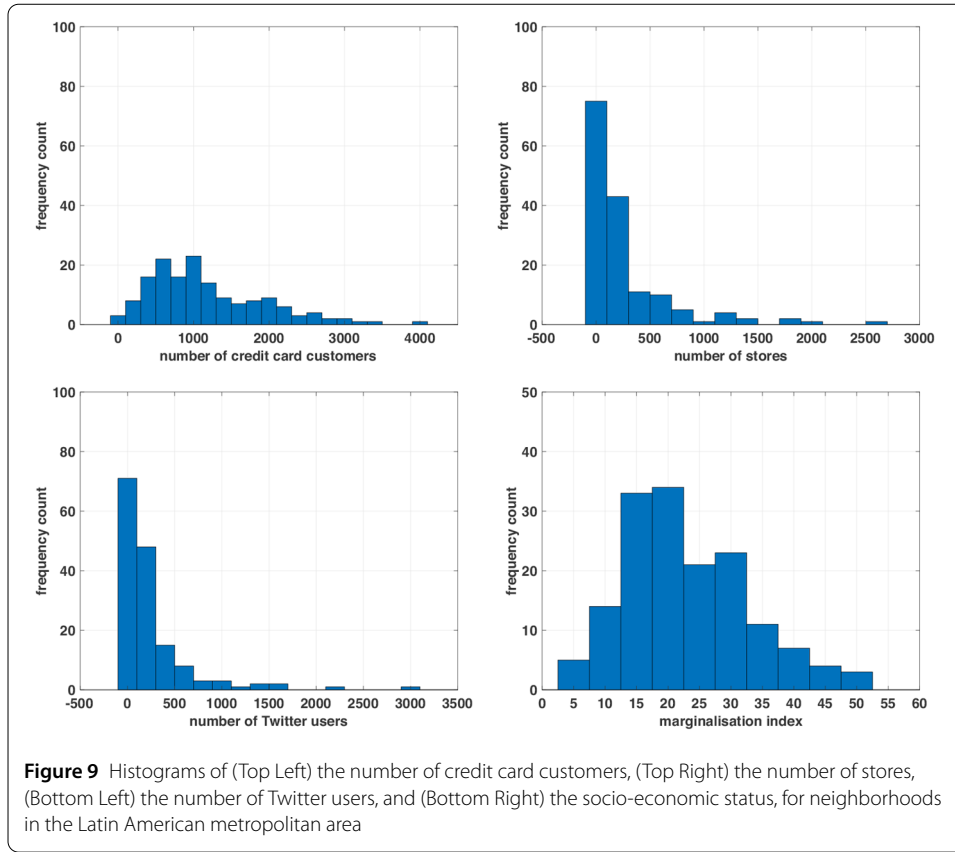 100
80
60
40
20
0
frequency count
0 1000 2000 3000 4000
number of credit card customers
100
80
60
40
20
0
frequency count
-500 0 500 1000 1500 2000 2500 3000
number of stores
100
80
60
40
20
0
frequency count
-500 0 500 1000 1500 2000 2500 3000 3500
number of Twitter users
50
40
30
20
10
0
frequency count
0 5 10 15 20 25 30 35 40 45 50 55 60
marginalisation index
Figure 9 Histograms of (Top Left) the number of credit card customers, (Top Right) the number of stores,
(Bottom Left) the number of Twitter users, and (Bottom Right) the socio-economic status, for neighborhoods
in the Latin American metropolitan area